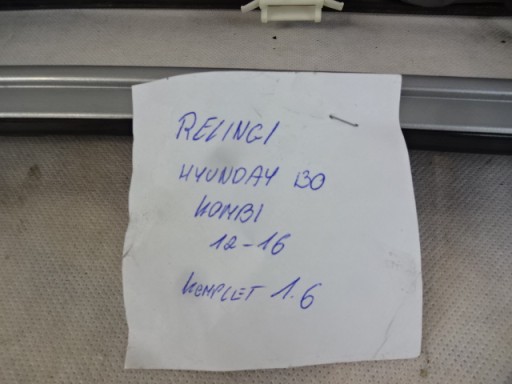 RELINGI
HYUNDAY I30
KOMBI
12-16
KOMPLET 1.6